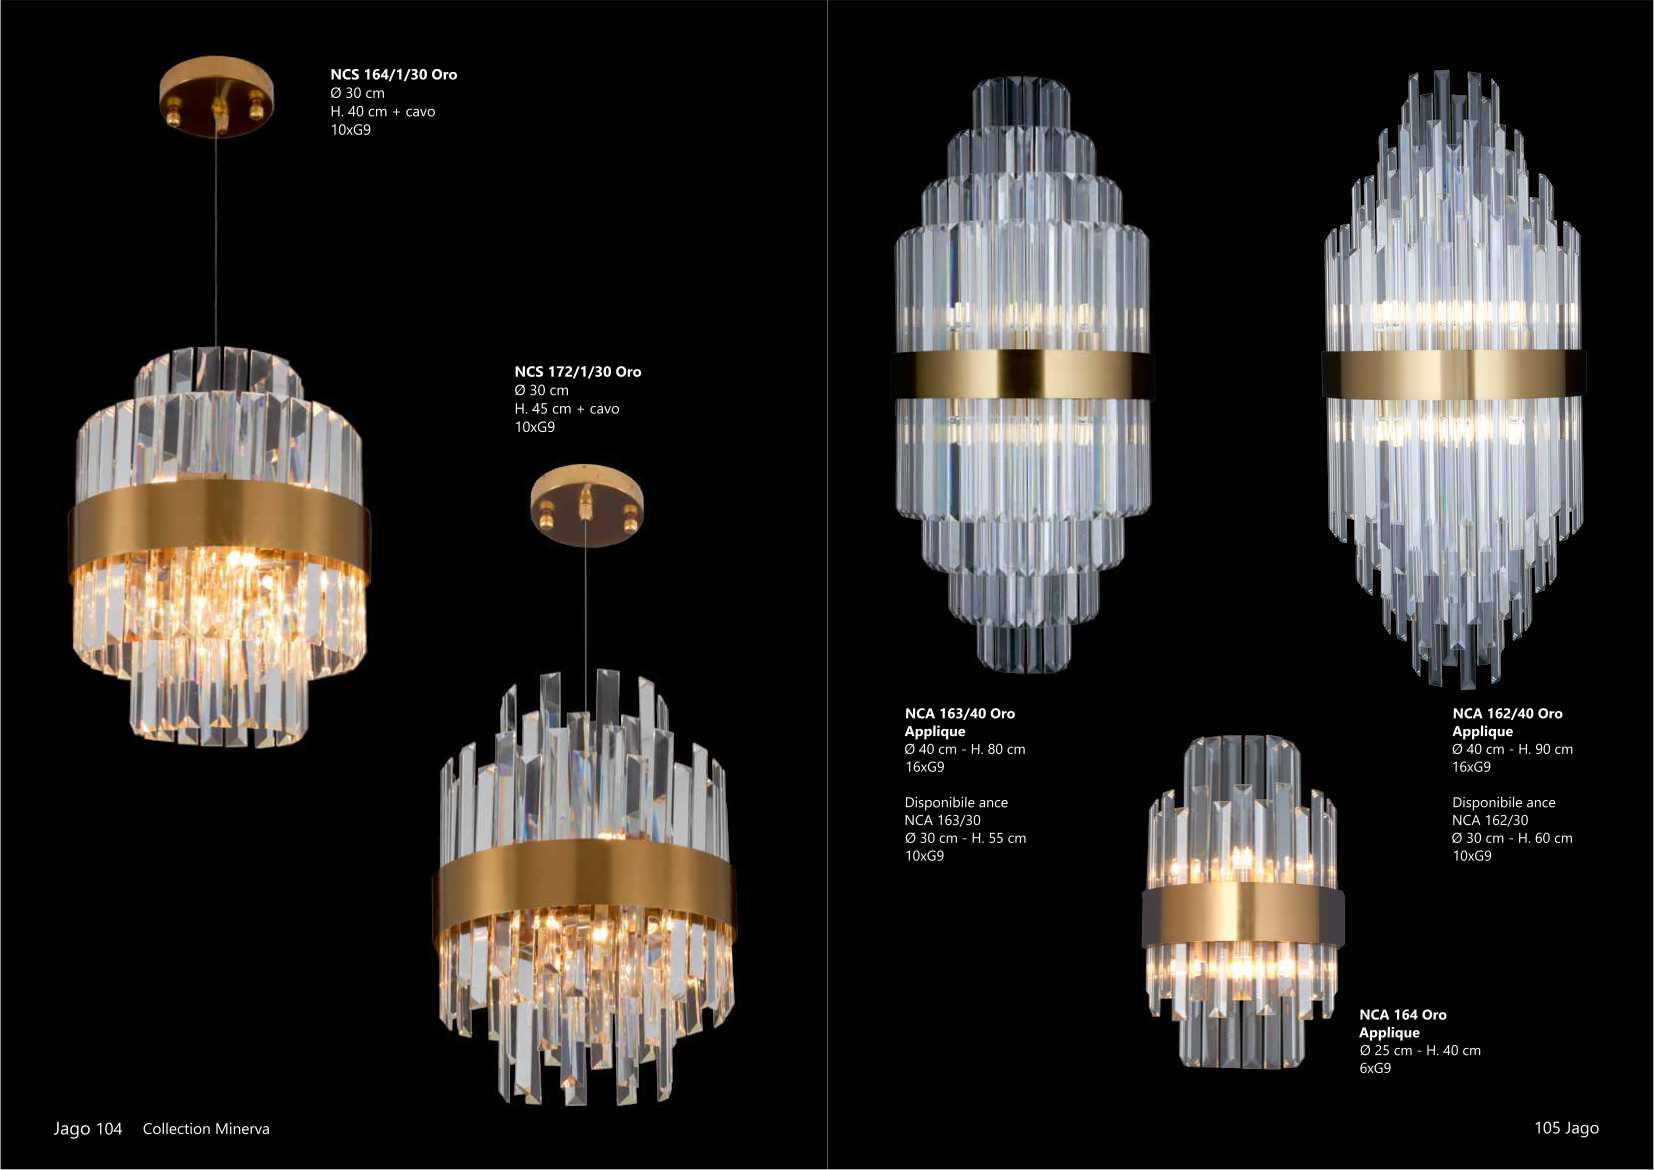 NCS 164/1/30 Oro
Ø 30 cm
H. 40 cm + cavo
10xG9
NCS 172/1/30 Oro
Ø 30 cm
H. 45 cm + cavo
10xG9
Jago 104 Collection Minerva
NCA 163/40 Oro
Applique
Ø 40 cm - H. 80 cm
16xG9
Disponibile ance
NCA 163/30
Ø 30 cm - H. 55 cm
10xG9
NCA 162/40 Oro
Applique
Ø 40 cm - H. 90 cm
16xG9
Disponibile ance
NCA 162/30
Ø 30 cm - H. 60 cm
10xG9
NCA 164 Oro
Applique
Ø 25 cm - H. 40 cm
6xG9
105 Jago